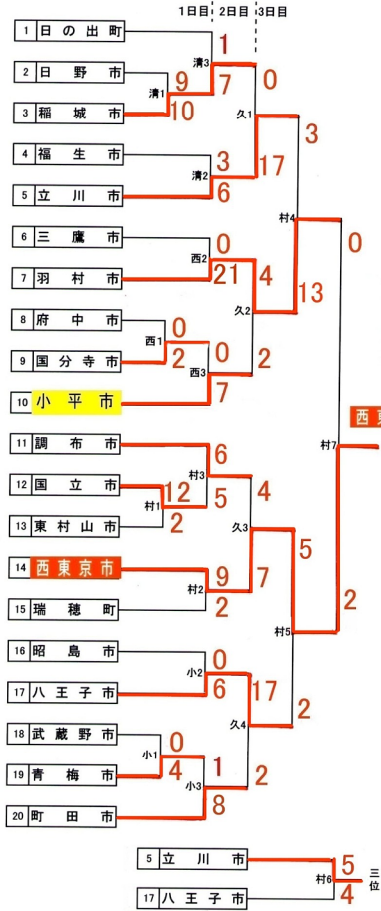 1日目 2日目 3日目
1 日の出町
清3 1
2 日野市
9 7 0
清1 久1
3 稲城市
10
3
4 福生市
3 17
清2
5 立川市
6
村4 0
6 三鷹市
0
西2 13
7 羽村市
21 4
8 府中市
0 久2
西1
9 国分寺市
2 0 2
西3
10 小平市
7
西東
村7
11 調布市
6
村3 4
12 国立市
12 5
村1 久3
13 東村山市
2 5
14 西東京市
9 7
村2 2
15 瑞穂町
2
村5
16 昭島市
0
小2
17 八王子市
6 17 2
18 武蔵野市
0 久4
小1
19 青梅市
4 1 2
小3
20 町田市
8
5 立川市
5
村6 三位
17 八王子市
4